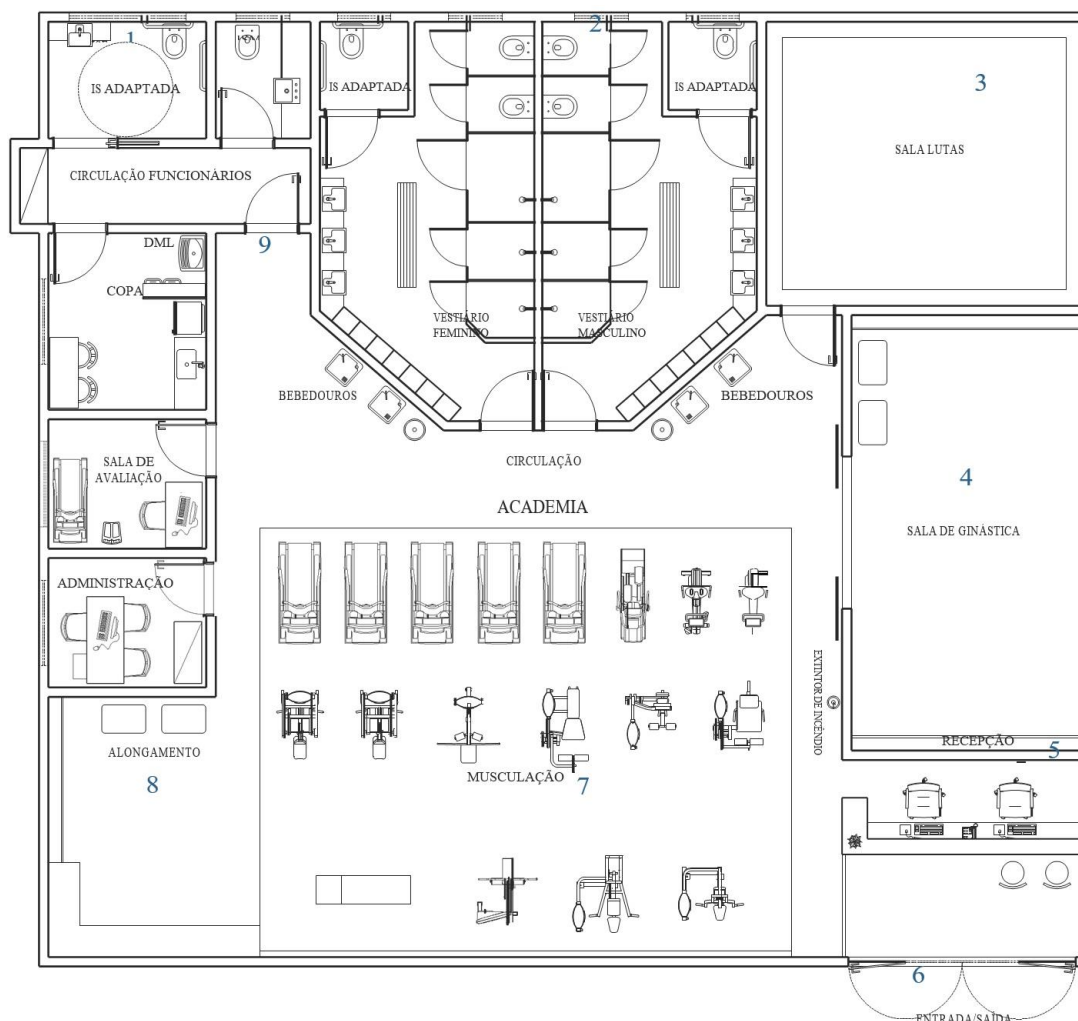 1
2
3
IS ADAPTADA
IS ADAPTADA
IS ADAPTADA
SALA LUTAS
CIRCULAÇÃO FUNCIONÁRIOS
9
DML
COPA
VESTIÁRIO
FEMININO
VESTIÁRIO
MASCULINO
BEBEDOUROS
BEBEDOUROS
CIRCULAÇÃO
SALA DE
AVALIAÇÃO
4
SALA DE GINÁSTICA
ACADEMIA
ADMINISTRAÇÃO
EXTINTOR DE INCÊNDIO
ALONGAMENTO
8
MUSCULAÇÃO
7
RECEPÇÃO
5
6
ENTRADA/SAÍDA